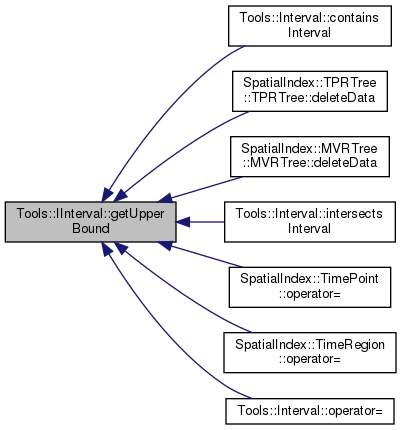 Tools::Interval::contains
Interval
SpatialIndex::TPRTree
::TPRTree::deleteData
SpatialIndex::MVRTree
::MVRTree::deleteData
Tools::IInterval::getUpper
Bound
Tools::Interval::intersects
Interval
SpatialIndex::TimePoint
::operator=
SpatialIndex::TimeRegion
::operator=
Tools::Interval::operator=